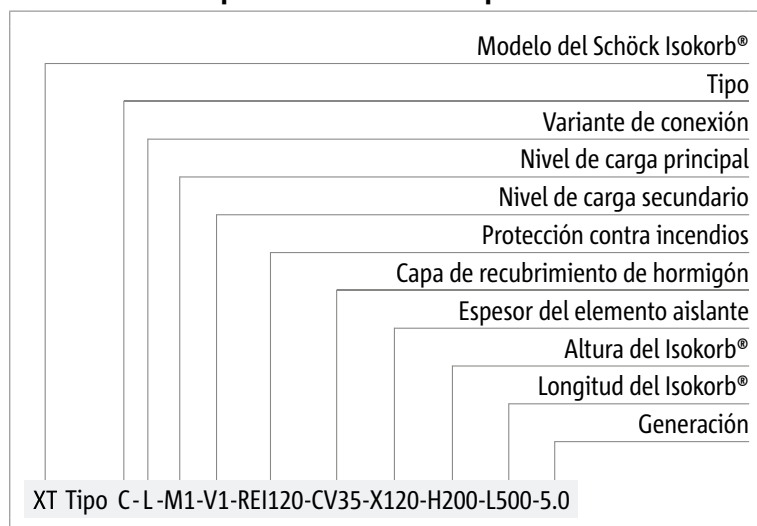 Modelo del Schöck Isokorb®
Tipo
Variante de conexión
Nivel de carga principal
Nivel de carga secundario
Protección contra incendios
Capa de recubrimiento de hormigón
Espesor del elemento aislante
Altura del Isokorb®
Longitud del Isokorb®
Generación
XT Tipo C-L-M1-V1-REI120-CV35-X120-H200-L500-5.0